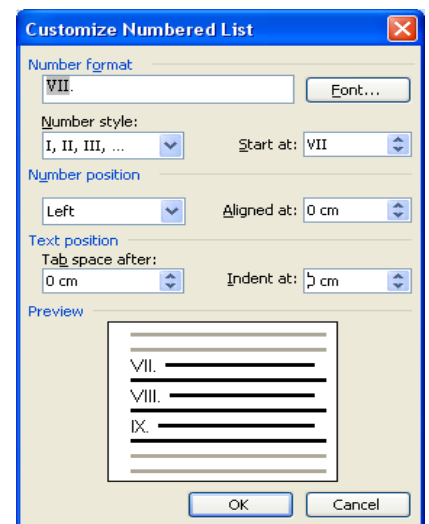 Customize Numbered List
Number format
VII.
Font...
Number style:
I, II, III, ...
Start at: VII
Number position
Left
Aligned at: 0 cm
Text position
Tab space after:
0 cm
Indent at: cm
Preview
VII.
VIII.
IX.
OK Cancel